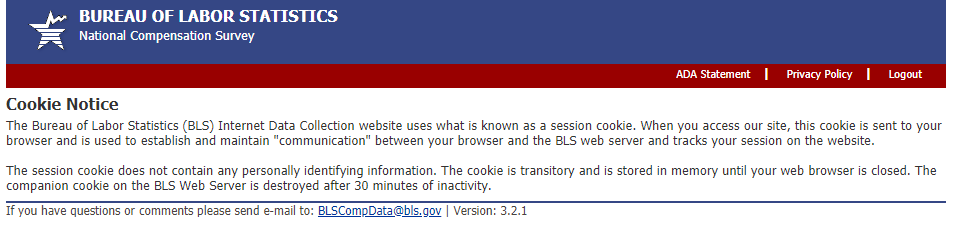 BUREAU OF LABOR STATISTICS
National Compensation Survey
ADA Statement | Privacy Policy | Logout
Cookie Notice
The Bureau of Labor Statistics (BLS) Internet Data Collection website uses what is known as a session cookie. When you access our site, this cookie is sent to your
browser and is used to establish and maintain "communication" between your browser and the BLS web server and tracks your session on the website.
The session cookie does not contain any personally identifying information. The cookie is transitory and is stored in memory until your web browser is closed. The
companion cookie on the BLS Web Server is destroyed after 30 minutes of inactivity.
If you have questions or comments please send e-mail to: BLSCompData@bls.gov | Version: 3.2.1